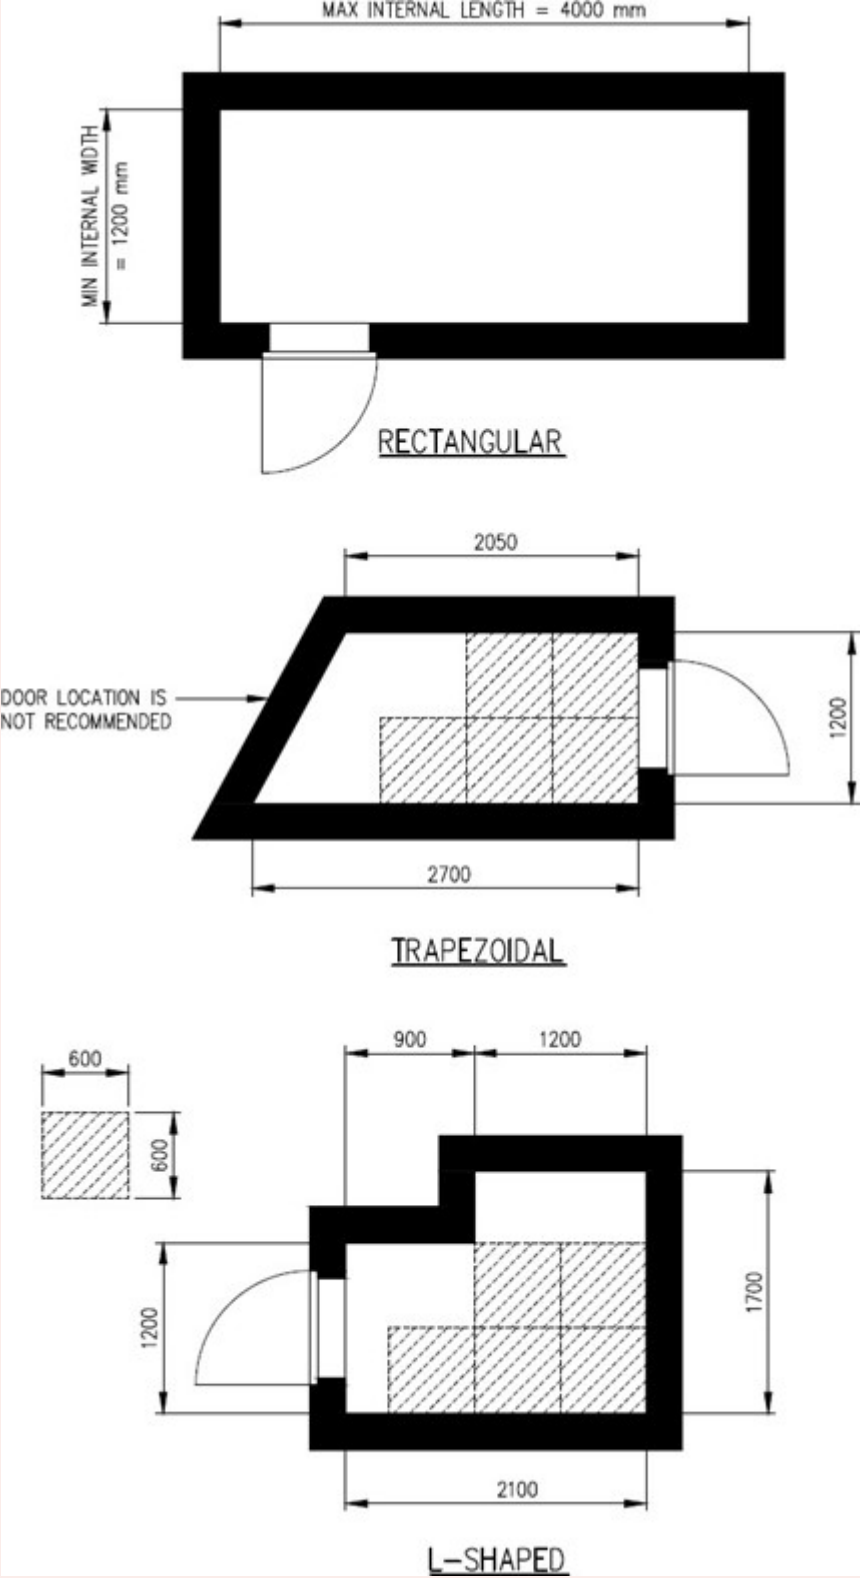 MAX INTERNAL LENGTH = 4000 mm
MIN INTERNAL WIDTH
= 1200 mm
RECTANGULAR
2050
DOOR LOCATION IS
NOT RECOMMENDED
1200
2700
TRAPEZOIDAL
900
1200
600
600
1200
1700
2100
L-SHAPED